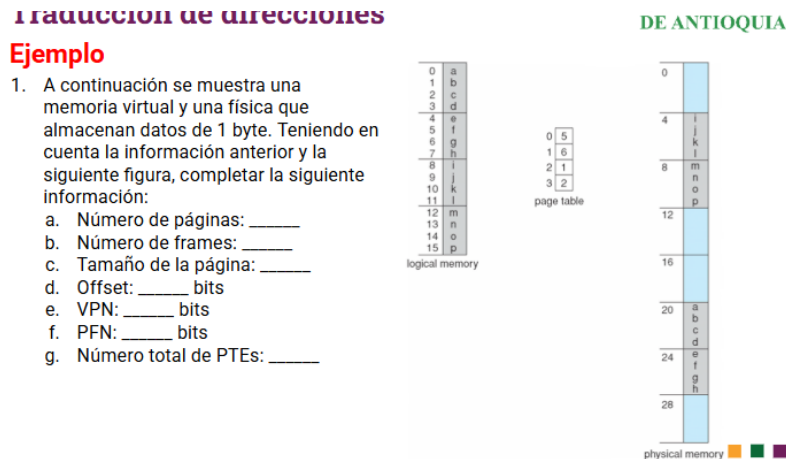 Traducción de direcciones
DE ANTIOQUIA
Ejemplo
1. A continuación se muestra una
memoria virtual y una física que
almacenan datos de 1 byte. Teniendo en
cuenta la información anterior y la
siguiente figura, completar la siguiente
información:
a. Número de páginas: ______
b. Número de frames: ______
c. Tamaño de la página: ______
d. Offset: ______ bits
e. VPN: ______ bits
f. PFN: ______ bits
g. Número total de PTEs: ______
0 a
1 b
2 c
3 d
4 e
5 f
6 g
7 h
8 i
9 j
10 k
11 l
12 m
13 n
14 o
15 p
logical memory
0 5
1 6
2 1
3 2
page table
0
4 i
j
k
l
8 m
n
o
p
12
16
20 a
b
c
d
24 e
f
g
h
28
physical memory